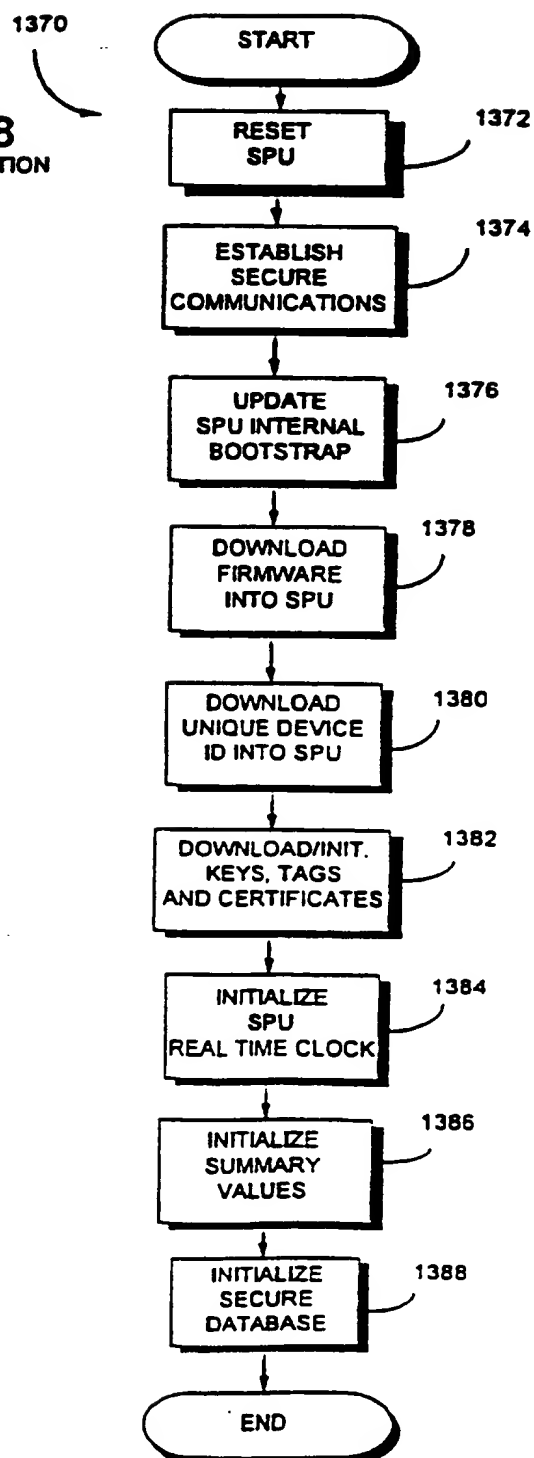 1370
START
8
TION
RESET
SPU
1372
ESTABLISH
SECURE
COMMUNICATIONS
1374
UPDATE
SPU INTERNAL
BOOTSTRAP
1376
DOWNLOAD
FIRMWARE
INTO SPU
1378
DOWNLOAD
UNIQUE DEVICE
ID INTO SPU
1380
DOWNLOAD/INIT.
KEYS, TAGS
AND CERTIFICATES
1382
INITIALIZE
SPU
REAL TIME CLOCK
1384
INITIALIZE
SUMMARY
VALUES
1386
INITIALIZE
SECURE
DATABASE
1388
END